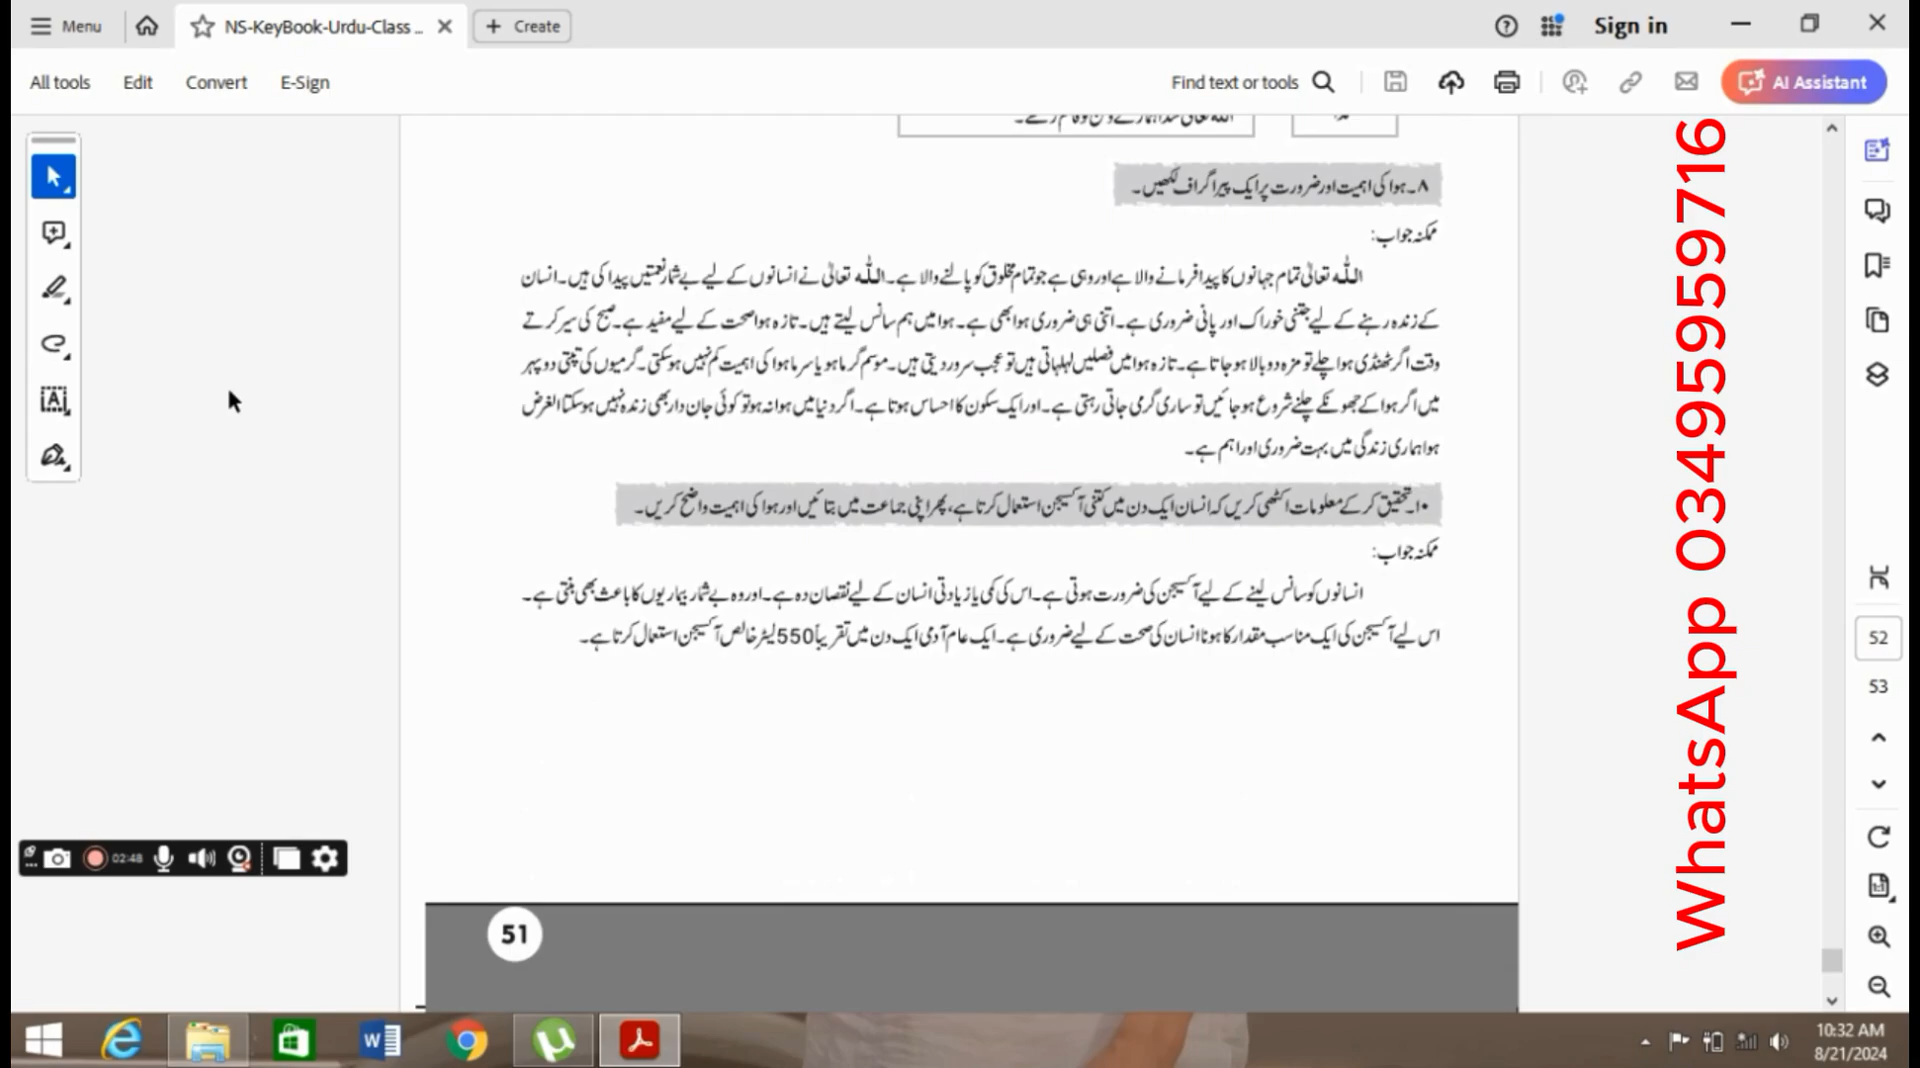 Menu
NS-KeyBook-Urdu-Class ...
Create
Sign in
All tools
Edit
Convert
E-Sign
Find text or tools
AI Assistant
۸۔ ہوا کی اہمیت اور ضرورت پر ایک پیراگراف لکھیں۔
ممکنہ جواب:
اللہ تعالیٰ تمام جہانوں کا پیدا فرمانے والا ہے اور وہی ہے جو تمام مخلوق کو پالنے والا ہے۔ اللہ تعالیٰ نے انسانوں کے لیے بے شمار نعمتیں پیدا کی ہیں۔ انسان
کے زندہ رہنے کے لیے جتنی خوراک اور پانی ضروری ہے۔ اتنی ہی ضروری ہوا بھی ہے۔ ہوا میں ہم سانس لیتے ہیں۔ تازہ ہوا صحت کے لیے مفید ہے۔ صبح کی سیر کرتے
وقت اگر ٹھنڈی ہوا چلے تو مزہ دوبالا ہو جاتا ہے۔ تازہ ہوا میں فصلیں لہلہاتی ہیں تو عجب سرور دیتی ہیں۔ موسم گرما ہو یا سرما ہوا کی اہمیت کم نہیں ہو سکتی۔ گرمیوں کی تپتی دوپہر
میں اگر ہوا کے جھونکے چلنے شروع ہو جائیں تو ساری گرمی جاتی رہتی ہے۔ اور ایک سکون کا احساس ہوتا ہے۔ اگر دنیا میں ہوا نہ ہو تو کوئی جان دار بھی زندہ نہیں ہو سکتا الغرض
ہوا ہماری زندگی میں بہت ضروری اور اہم ہے۔
۱۰۔ تحقیق کر کے معلومات اکٹھی کریں کہ انسان ایک دن میں کتنی آکسیجن استعمال کرتا ہے، پھر اپنی جماعت میں بتائیں اور ہوا کی اہمیت واضح کریں۔
ممکنہ جواب:
انسانوں کو سانس لینے کے لیے آکسیجن کی ضرورت ہوتی ہے۔ اس کی کمی یا زیادتی انسان کے لیے نقصان دہ ہے۔ اور وہ بے شمار بیماریوں کا باعث بھی بنتی ہے۔
اس لیے آکسیجن کی ایک مناسب مقدار کا ہونا انسان کی صحت کے لیے ضروری ہے۔ ایک عام آدمی ایک دن میں تقریباً 550 لیٹر خالص آکسیجن استعمال کرتا ہے۔
51
WhatsApp 03495959716
52
53
02:48
10:32 AM
8/21/2024